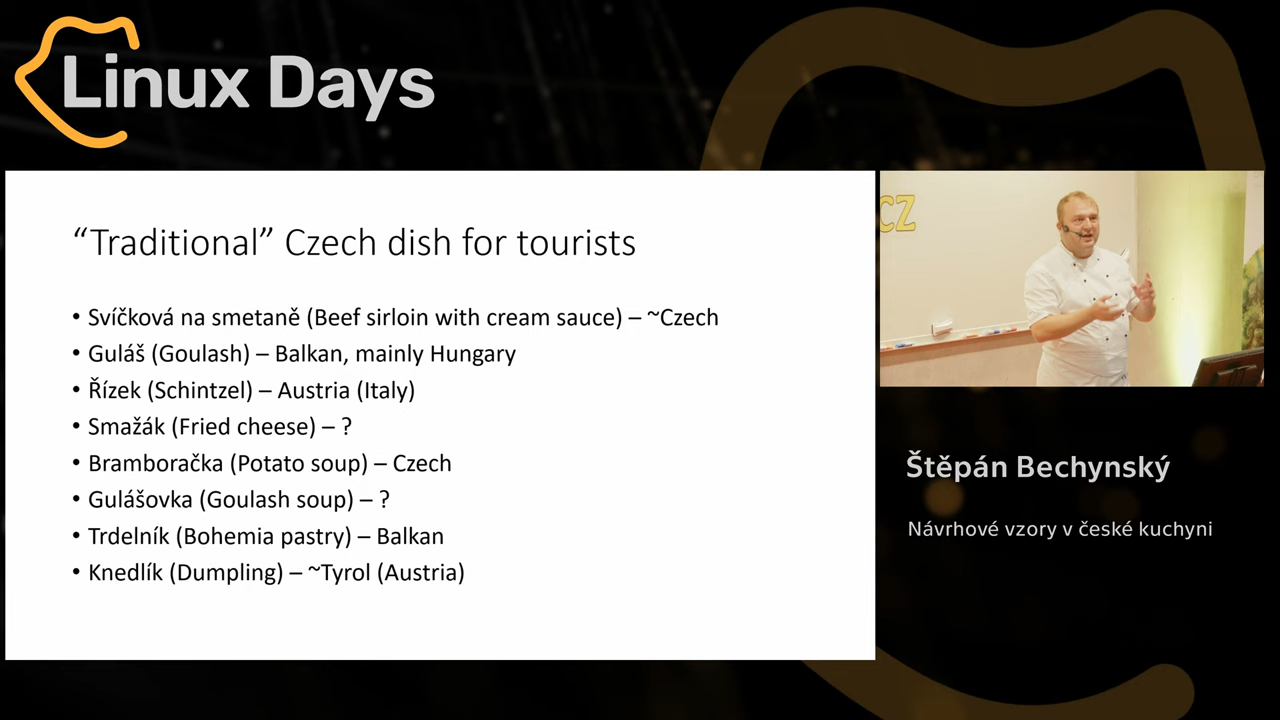 Linux Days
“Traditional” Czech dish for tourists
• Svíčková na smetaně (Beef sirloin with cream sauce) – ~Czech
• Guláš (Goulash) – Balkan, mainly Hungary
• Řízek (Schintzel) – Austria (Italy)
• Smažák (Fried cheese) – ?
• Bramboračka (Potato soup) – Czech
• Gulášovka (Goulash soup) – ?
• Trdelník (Bohemia pastry) – Balkan
• Knedlík (Dumpling) – ~Tyrol (Austria)
CZ
Štěpán Bechynský
Návrhové vzory v české kuchyni